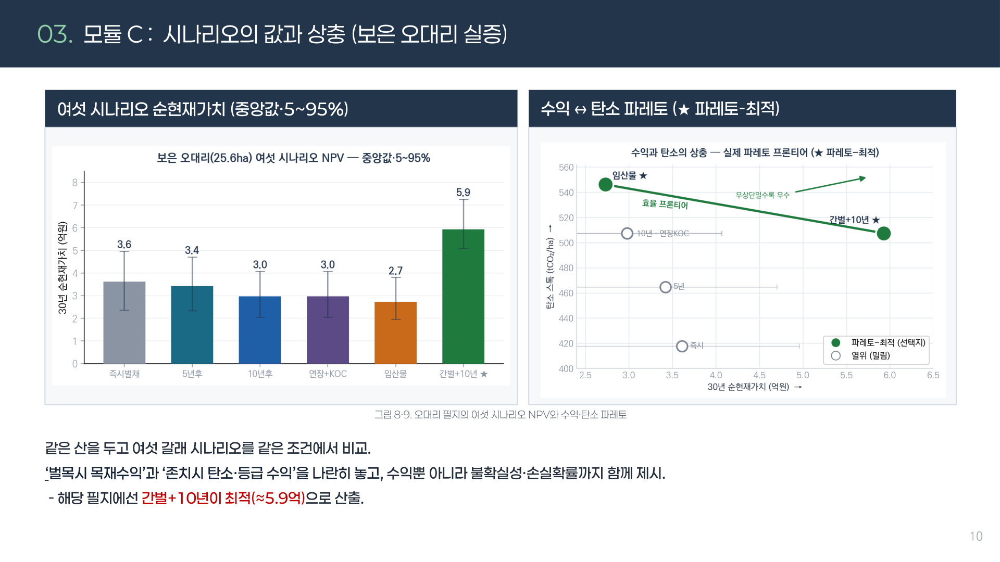 03. 모듈 C : 시나리오의 값과 상충 (보은 오대리 실증)
여섯 시나리오 순현재가치 (중앙값·5~95%)
보은 오대리(25.6ha) 여섯 시나리오 NPV — 중앙값·5~95%
30년 순현재가치 (억원)
8
7
6
5
4
3
2
1
0
3.6
3.4
3.0
3.0
2.7
5.9
즉시벌채
5년후
10년후
연장+KOC
임산물
간벌+10년 ★
수익 ↔ 탄소 파레토 (★ 파레토-최적)
수익과 탄소의 상충 — 실제 파레토 프론티어 (★ 파레토-최적)
탄소 스톡 (tCO₂/ha) →
560
540
520
500
480
460
440
420
400
임산물 ★
우상단일수록 우수
효율 프론티어
간벌+10년 ★
10년 · 연장KOC
5년
즉시
파레토-최적 (선택지)
열위 (밀림)
2.5
3.0
3.5
4.0
4.5
5.0
5.5
6.0
6.5
30년 순현재가치 (억원) →
그림 8·9. 오대리 필지의 여섯 시나리오 NPV와 수익·탄소 파레토
같은 산을 두고 여섯 갈래 시나리오를 같은 조건에서 비교.
‘벌목시 목재수익’과 ‘존치시 탄소·등급 수익’을 나란히 놓고, 수익뿐 아니라 불확실성·손실확률까지 함께 제시.
- 해당 필지에선 간벌+10년이 최적(≈5.9억)으로 산출.
10